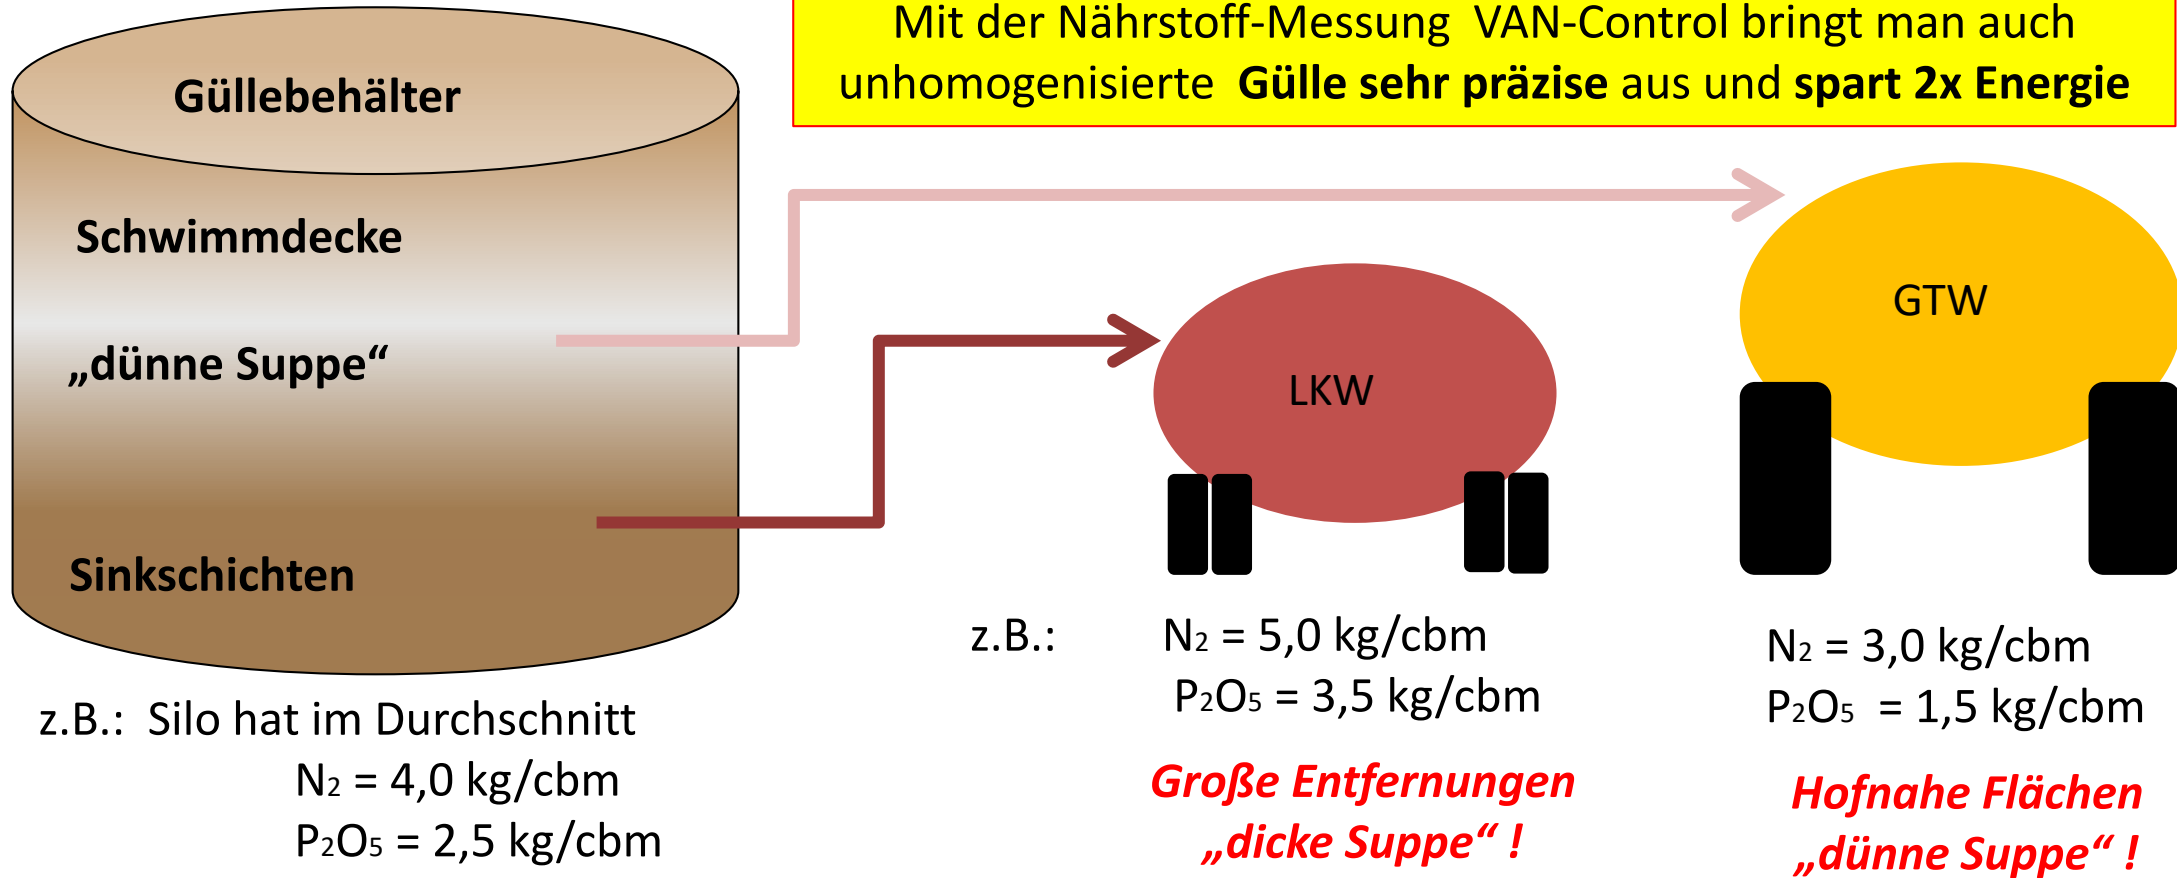 Mit der Nährstoff-Messung VAN-Control bringt man auch
unhomogenisierte Gülle sehr präzise aus und spart 2x Energie
Güllebehälter
Schwimmdecke
„dünne Suppe“
Sinkschichten
LKW
GTW
z.B.: Silo hat im Durchschnitt
N₂ = 4,0 kg/cbm
P₂O₅ = 2,5 kg/cbm
z.B.: N₂ = 5,0 kg/cbm
P₂O₅ = 3,5 kg/cbm
Große Entfernungen
„dicke Suppe“ !
N₂ = 3,0 kg/cbm
P₂O₅ = 1,5 kg/cbm
Hofnahe Flächen
„dünne Suppe“ !